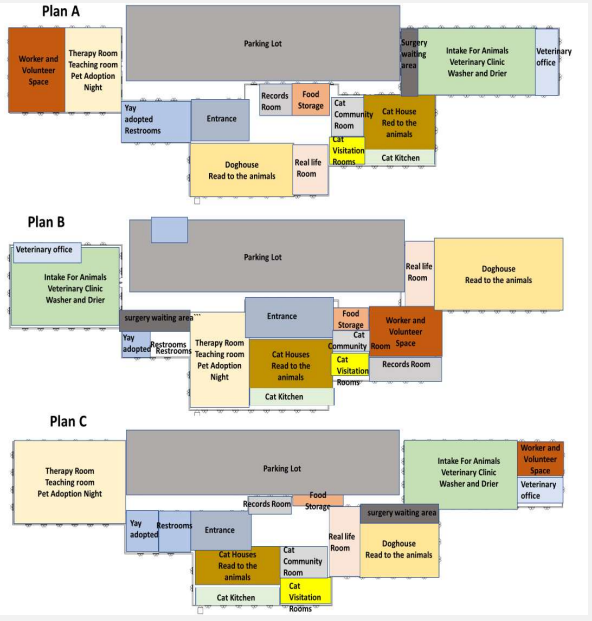 Plan A
Parking Lot
Worker and
Volunteer
Space
Therapy Room
Teaching room
Pet Adoption
Night
Surgery
waiting
area
Intake For Animals
Veterinary Clinic
Washer and Drier
Veterinary
office
Yay
adopted
Restrooms
Entrance
Records
Room
Food
Storage
Cat
Community
Room
Cat House
Red to the
animals
Cat
Visitation
Rooms
Cat Kitchen
Doghouse
Read to the animals
Real life
Room
Plan B
Veterinary office
Intake For Animals
Veterinary Clinic
Washer and Drier
Parking Lot
Real life
Room
Doghouse
Read to the animals
surgery waiting area```
Yay
adopted
Restrooms
Restrooms
Therapy Room
Teaching room
Pet Adoption
Night
Entrance
Cat Houses
Read to the
animals
Cat Kitchen
Food
Storage
Cat
Community Room
Cat
Visitation
Rooms
Worker and
Volunteer
Space
Records Room
Plan C
Therapy Room
Teaching room
Pet Adoption Night
Parking Lot
Intake For Animals
Veterinary Clinic
Washer and Drier
Worker and
Volunteer
Space
Veterinary
office
Yay
adopted
Restrooms
Entrance
Records Room
Food
Storage
Real life
Room
surgery waiting area
Doghouse
Read to the animals
Cat Houses
Read to the
animals
Cat Kitchen
Cat
Community
Room
Cat
Visitation
Rooms